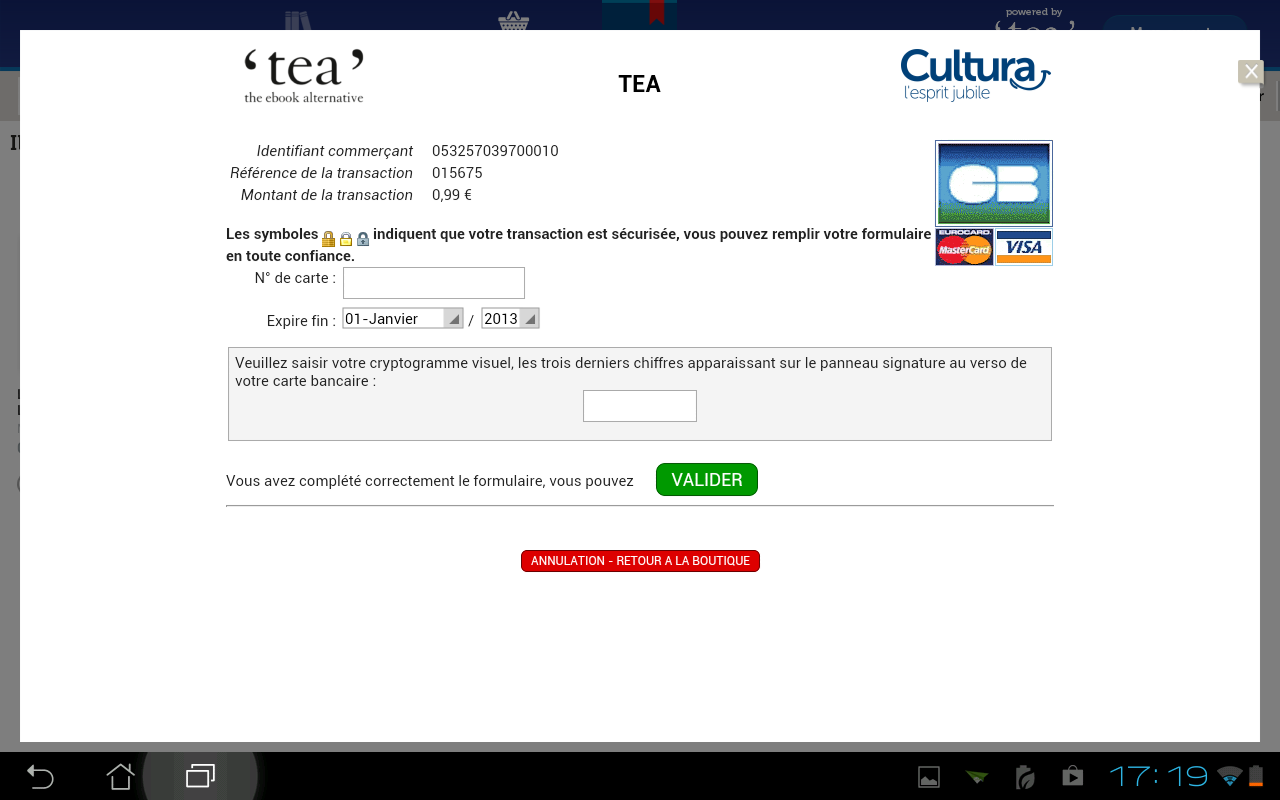 powered by
‘tea’
‘tea’
the ebook alternative
TEA
Cultura
l'esprit jubile
X
Identifiant commerçant 053257039700010
Référence de la transaction 015675
Montant de la transaction 0,99 €
CB
Les symboles indiquent que votre transaction est sécurisée, vous pouvez remplir votre formulaire
en toute confiance.
EUROCARD
MasterCard VISA
N° de carte :
Expire fin : 01-Janvier / 2013
Veuillez saisir votre cryptogramme visuel, les trois derniers chiffres apparaissant sur le panneau signature au verso de
votre carte bancaire :
Vous avez complété correctement le formulaire, vous pouvez VALIDER
ANNULATION - RETOUR A LA BOUTIQUE
17:19